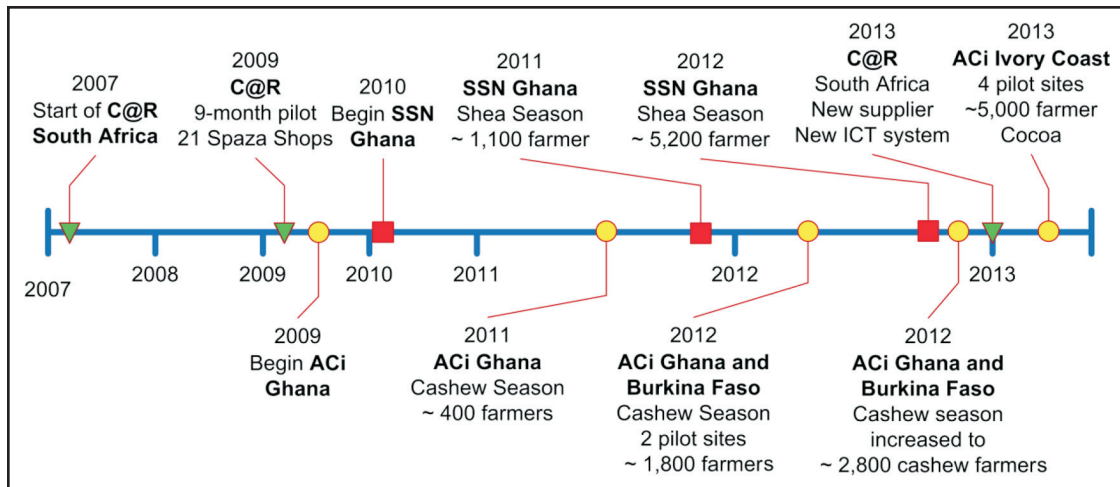 2007
Start of C@R
South Africa
2009
C@R
9-month pilot
21 Spaza Shops
2010
Begin SSN
Ghana
2011
SSN Ghana
Shea Season
~ 1,100 farmer
2012
SSN Ghana
Shea Season
~ 5,200 farmer
2013
C@R
South Africa
New supplier
New ICT system
2013
ACi Ivory Coast
4 pilot sites
~5,000 farmer
Cocoa
2007
2008
2009
2010
2011
2012
2013
2009
Begin ACi
Ghana
2011
ACi Ghana
Cashew Season
~ 400 farmers
2012
ACi Ghana and
Burkina Faso
Cashew Season
2 pilot sites
~ 1,800 farmers
2012
ACi Ghana and
Burkina Faso
Cashew season
increased to
~ 2,800 cashew farmers